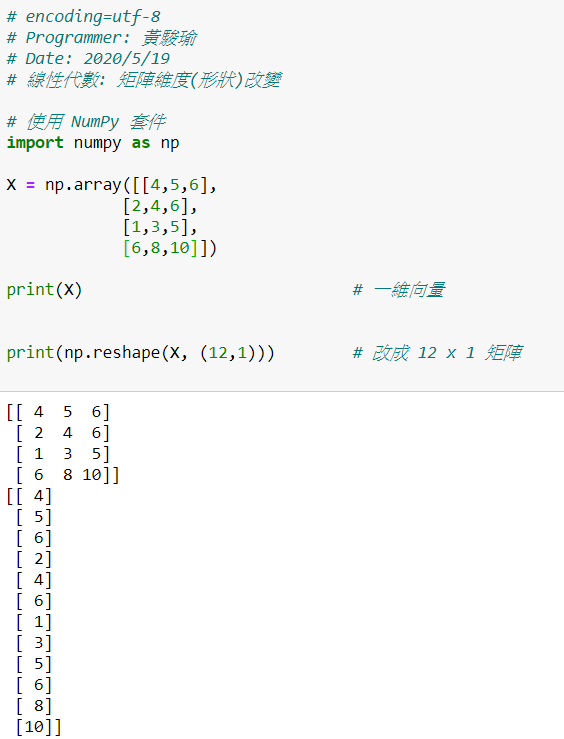 # encoding=utf-8
# Programmer: 黃駿瑜
# Date: 2020/5/19
# 線性代數: 矩陣維度(形狀)改變
# 使用 NumPy 套件
import numpy as np
X = np.array([[4,5,6],
[2,4,6],
[1,3,5],
[6,8,10]])
print(X) # 一維向量
print(np.reshape(X, (12,1))) # 改成 12 x 1 矩陣
[[ 4 5 6]
[ 2 4 6]
[ 1 3 5]
[ 6 8 10]]
[[ 4]
[ 5]
[ 6]
[ 2]
[ 4]
[ 6]
[ 1]
[ 3]
[ 5]
[ 6]
[ 8]
[10]]